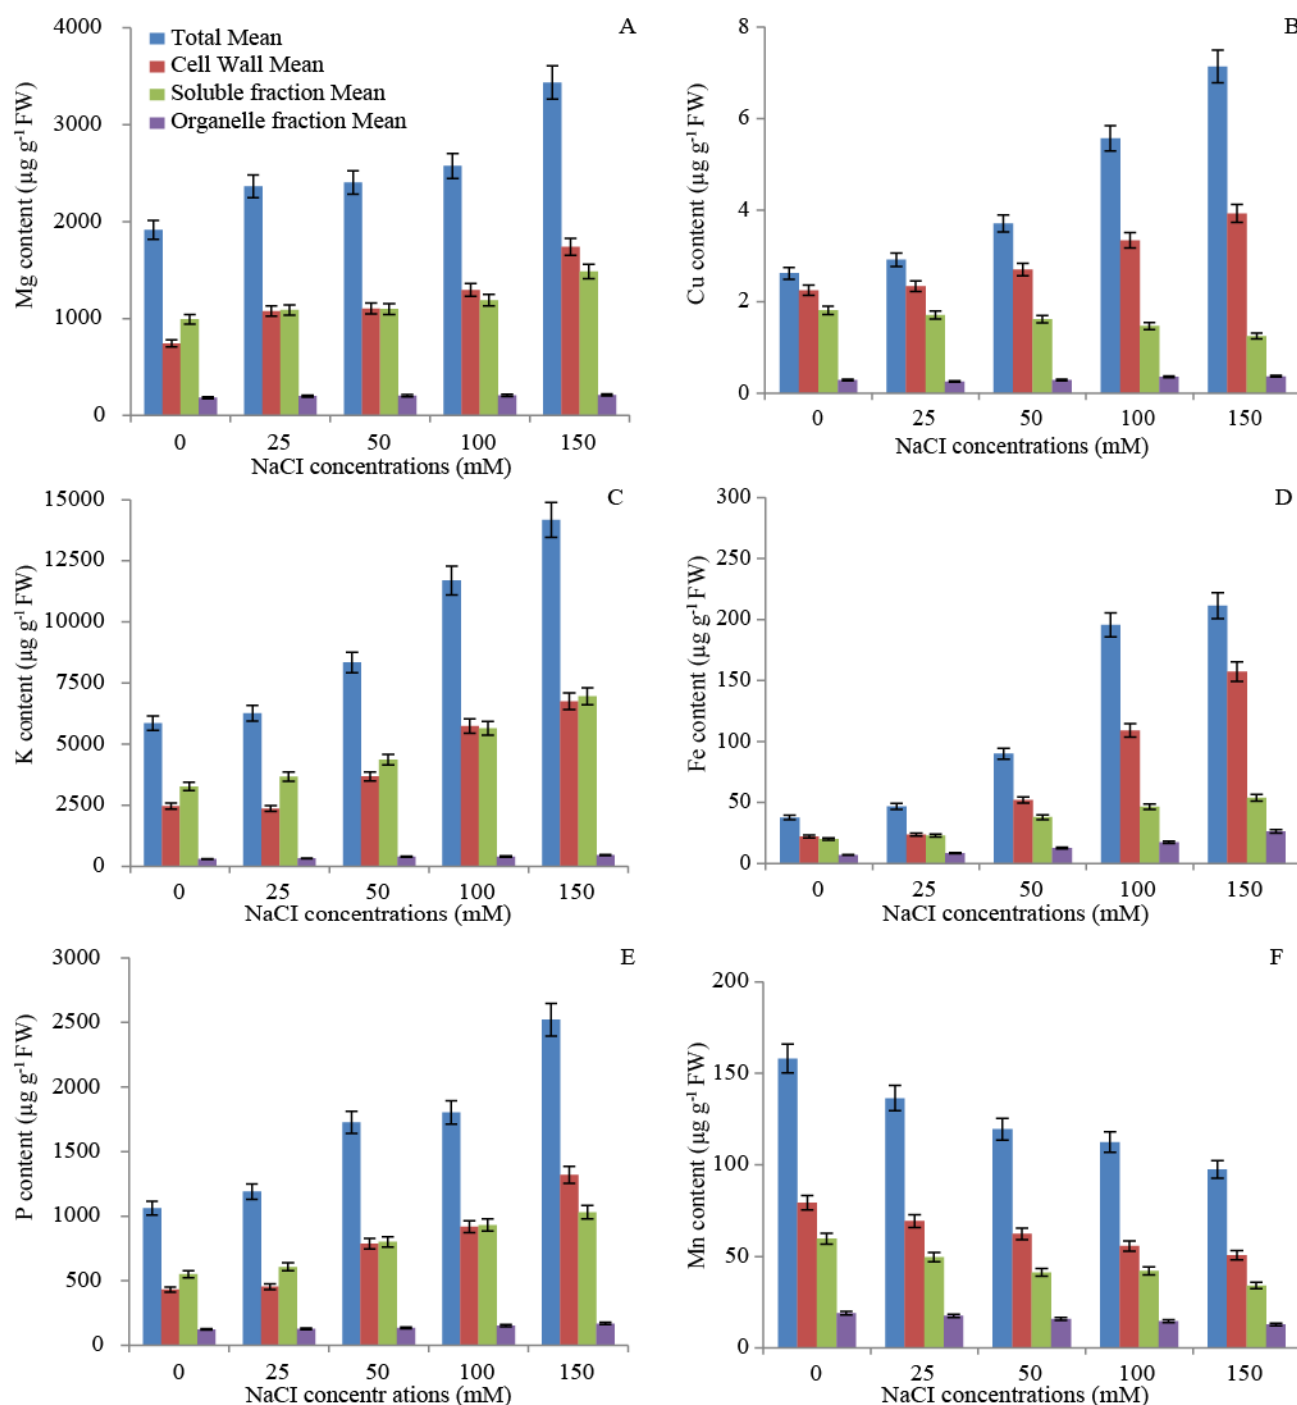 A
4000
3000
2000
1000
0
Mg content (µg g-1 FW)
Total Mean
Cell Wall Mean
Soluble fraction Mean
Organelle fraction Mean
0 25 50 100 150
NaCI concentrations (mM)
B
8
6
4
2
0
Cu content (µg g-1 FW)
0 25 50 100 150
NaCI concentrations (mM)
C
15000
12500
10000
7500
5000
2500
0
K content (µg g-1 FW)
0 25 50 100 150
NaCI concentrations (mM)
D
300
250
200
150
100
50
0
Fe content (µg g-1 FW)
0 25 50 100 150
NaCI concentrations (mM)
E
3000
2500
2000
1500
1000
500
0
P content (µg g-1 FW)
0 25 50 100 150
NaCI concentr ations (mM)
F
200
150
100
50
0
Mn content (µg g-1 FW)
0 25 50 100 150
NaCI concentrations (mM)